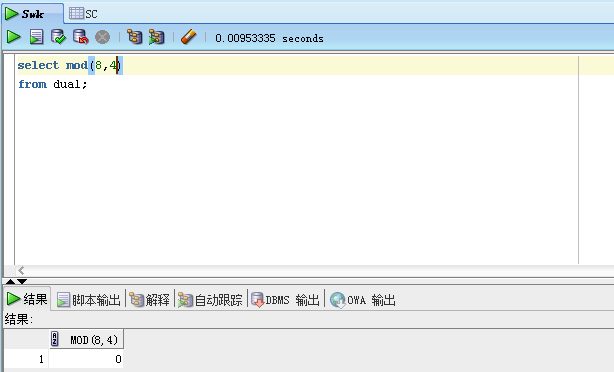 Swk SC
0.00953335 seconds
select mod(8,4)
from dual;
结果 脚本输出 解释 自动跟踪 DBMS 输出 OWA 输出
结果:
MOD(8,4)
1 0